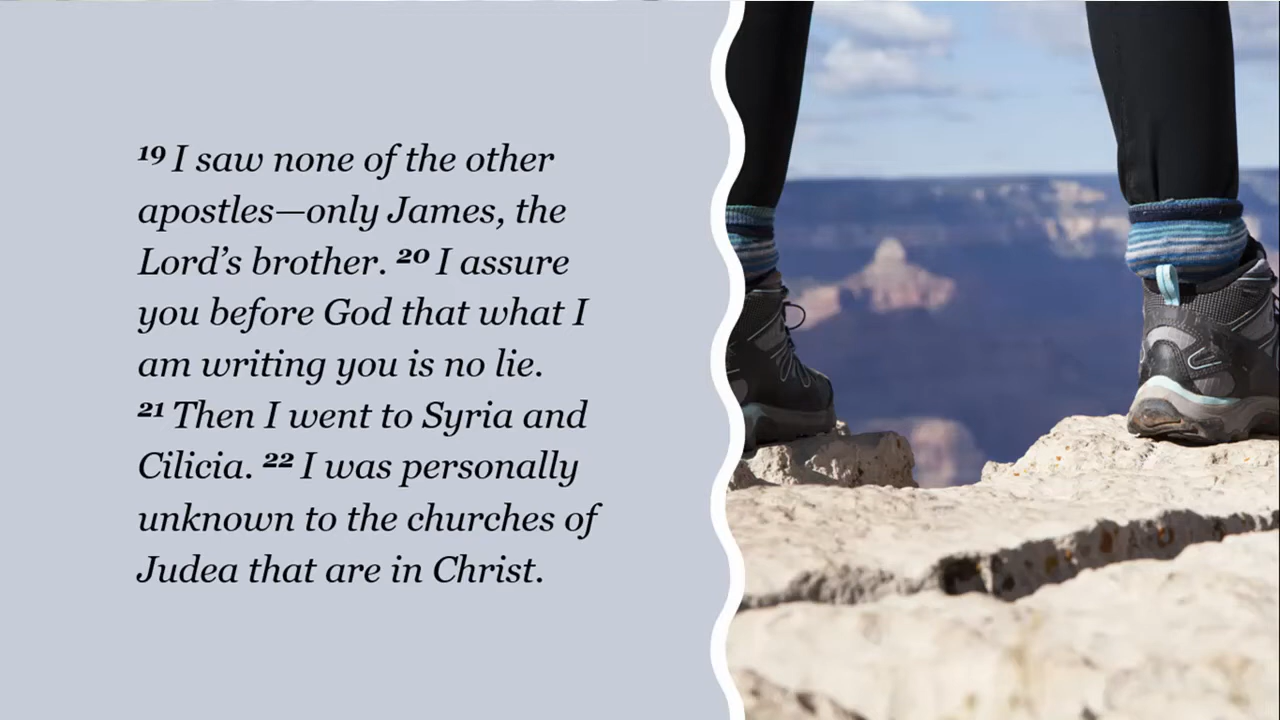 19 I saw none of the other
apostles—only James, the
Lord’s brother. 20 I assure
you before God that what I
am writing you is no lie.
21 Then I went to Syria and
Cilicia. 22 I was personally
unknown to the churches of
Judea that are in Christ.